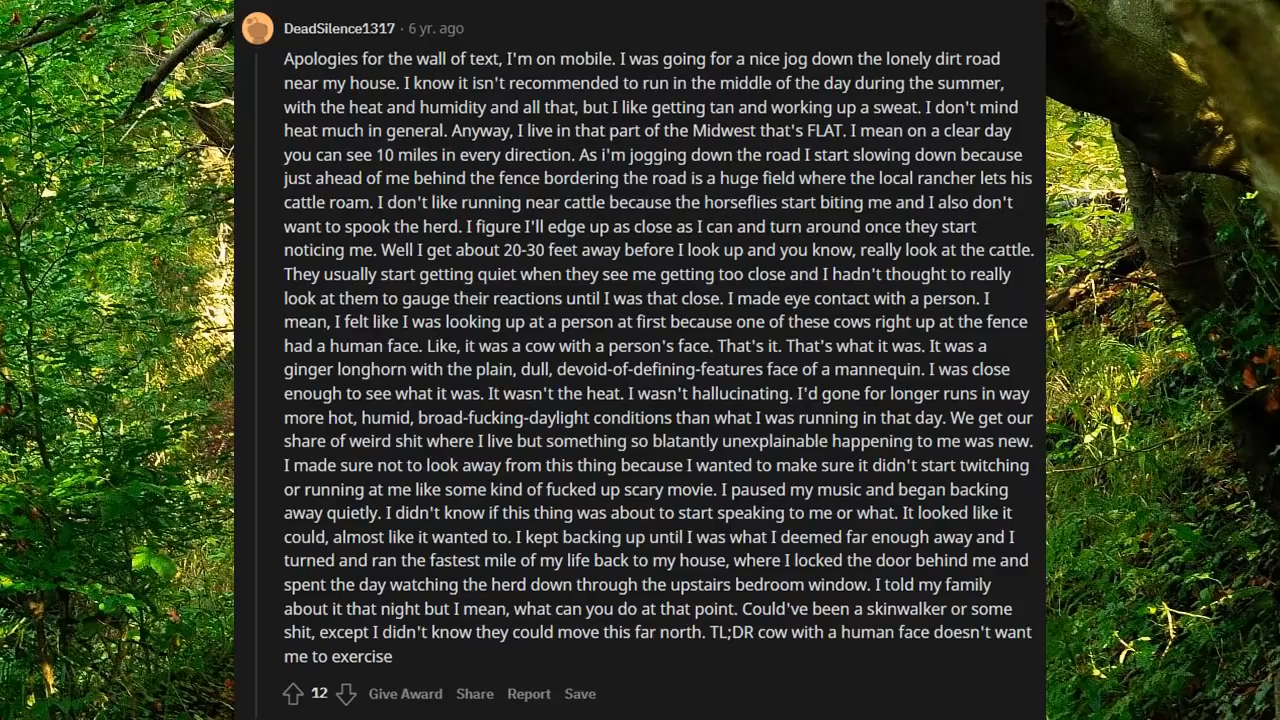 DeadSilence1317 · 6 yr. ago
Apologies for the wall of text, I'm on mobile. I was going for a nice jog down the lonely dirt road
near my house. I know it isn't recommended to run in the middle of the day during the summer,
with the heat and humidity and all that, but I like getting tan and working up a sweat. I don't mind
heat much in general. Anyway, I live in that part of the Midwest that's FLAT. I mean on a clear day
you can see 10 miles in every direction. As i'm jogging down the road I start slowing down because
just ahead of me behind the fence bordering the road is a huge field where the local rancher lets his
cattle roam. I don't like running near cattle because the horseflies start biting me and I also don't
want to spook the herd. I figure I'll edge up as close as I can and turn around once they start
noticing me. Well I get about 20-30 feet away before I look up and you know, really look at the cattle.
They usually start getting quiet when they see me getting too close and I hadn't thought to really
look at them to gauge their reactions until I was that close. I made eye contact with a person. I
mean, I felt like I was looking up at a person at first because one of these cows right up at the fence
had a human face. Like, it was a cow with a person's face. That's it. That's what it was. It was a
ginger longhorn with the plain, dull, devoid-of-defining-features face of a mannequin. I was close
enough to see what it was. It wasn't the heat. I wasn't hallucinating. I'd gone for longer runs in way
more hot, humid, broad-fucking-daylight conditions than what I was running in that day. We get our
share of weird shit where I live but something so blatantly unexplainable happening to me was new.
I made sure not to look away from this thing because I wanted to make sure it didn't start twitching
or running at me like some kind of fucked up scary movie. I paused my music and began backing
away quietly. I didn't know if this thing was about to start speaking to me or what. It looked like it
could, almost like it wanted to. I kept backing up until I was what I deemed far enough away and I
turned and ran the fastest mile of my life back to my house, where I locked the door behind me and
spent the day watching the herd down through the upstairs bedroom window. I told my family
about it that night but I mean, what can you do at that point. Could've been a skinwalker or some
shit, except I didn't know they could move this far north. TL;DR cow with a human face doesn't want
me to exercise
12 Give Award Share Report Save